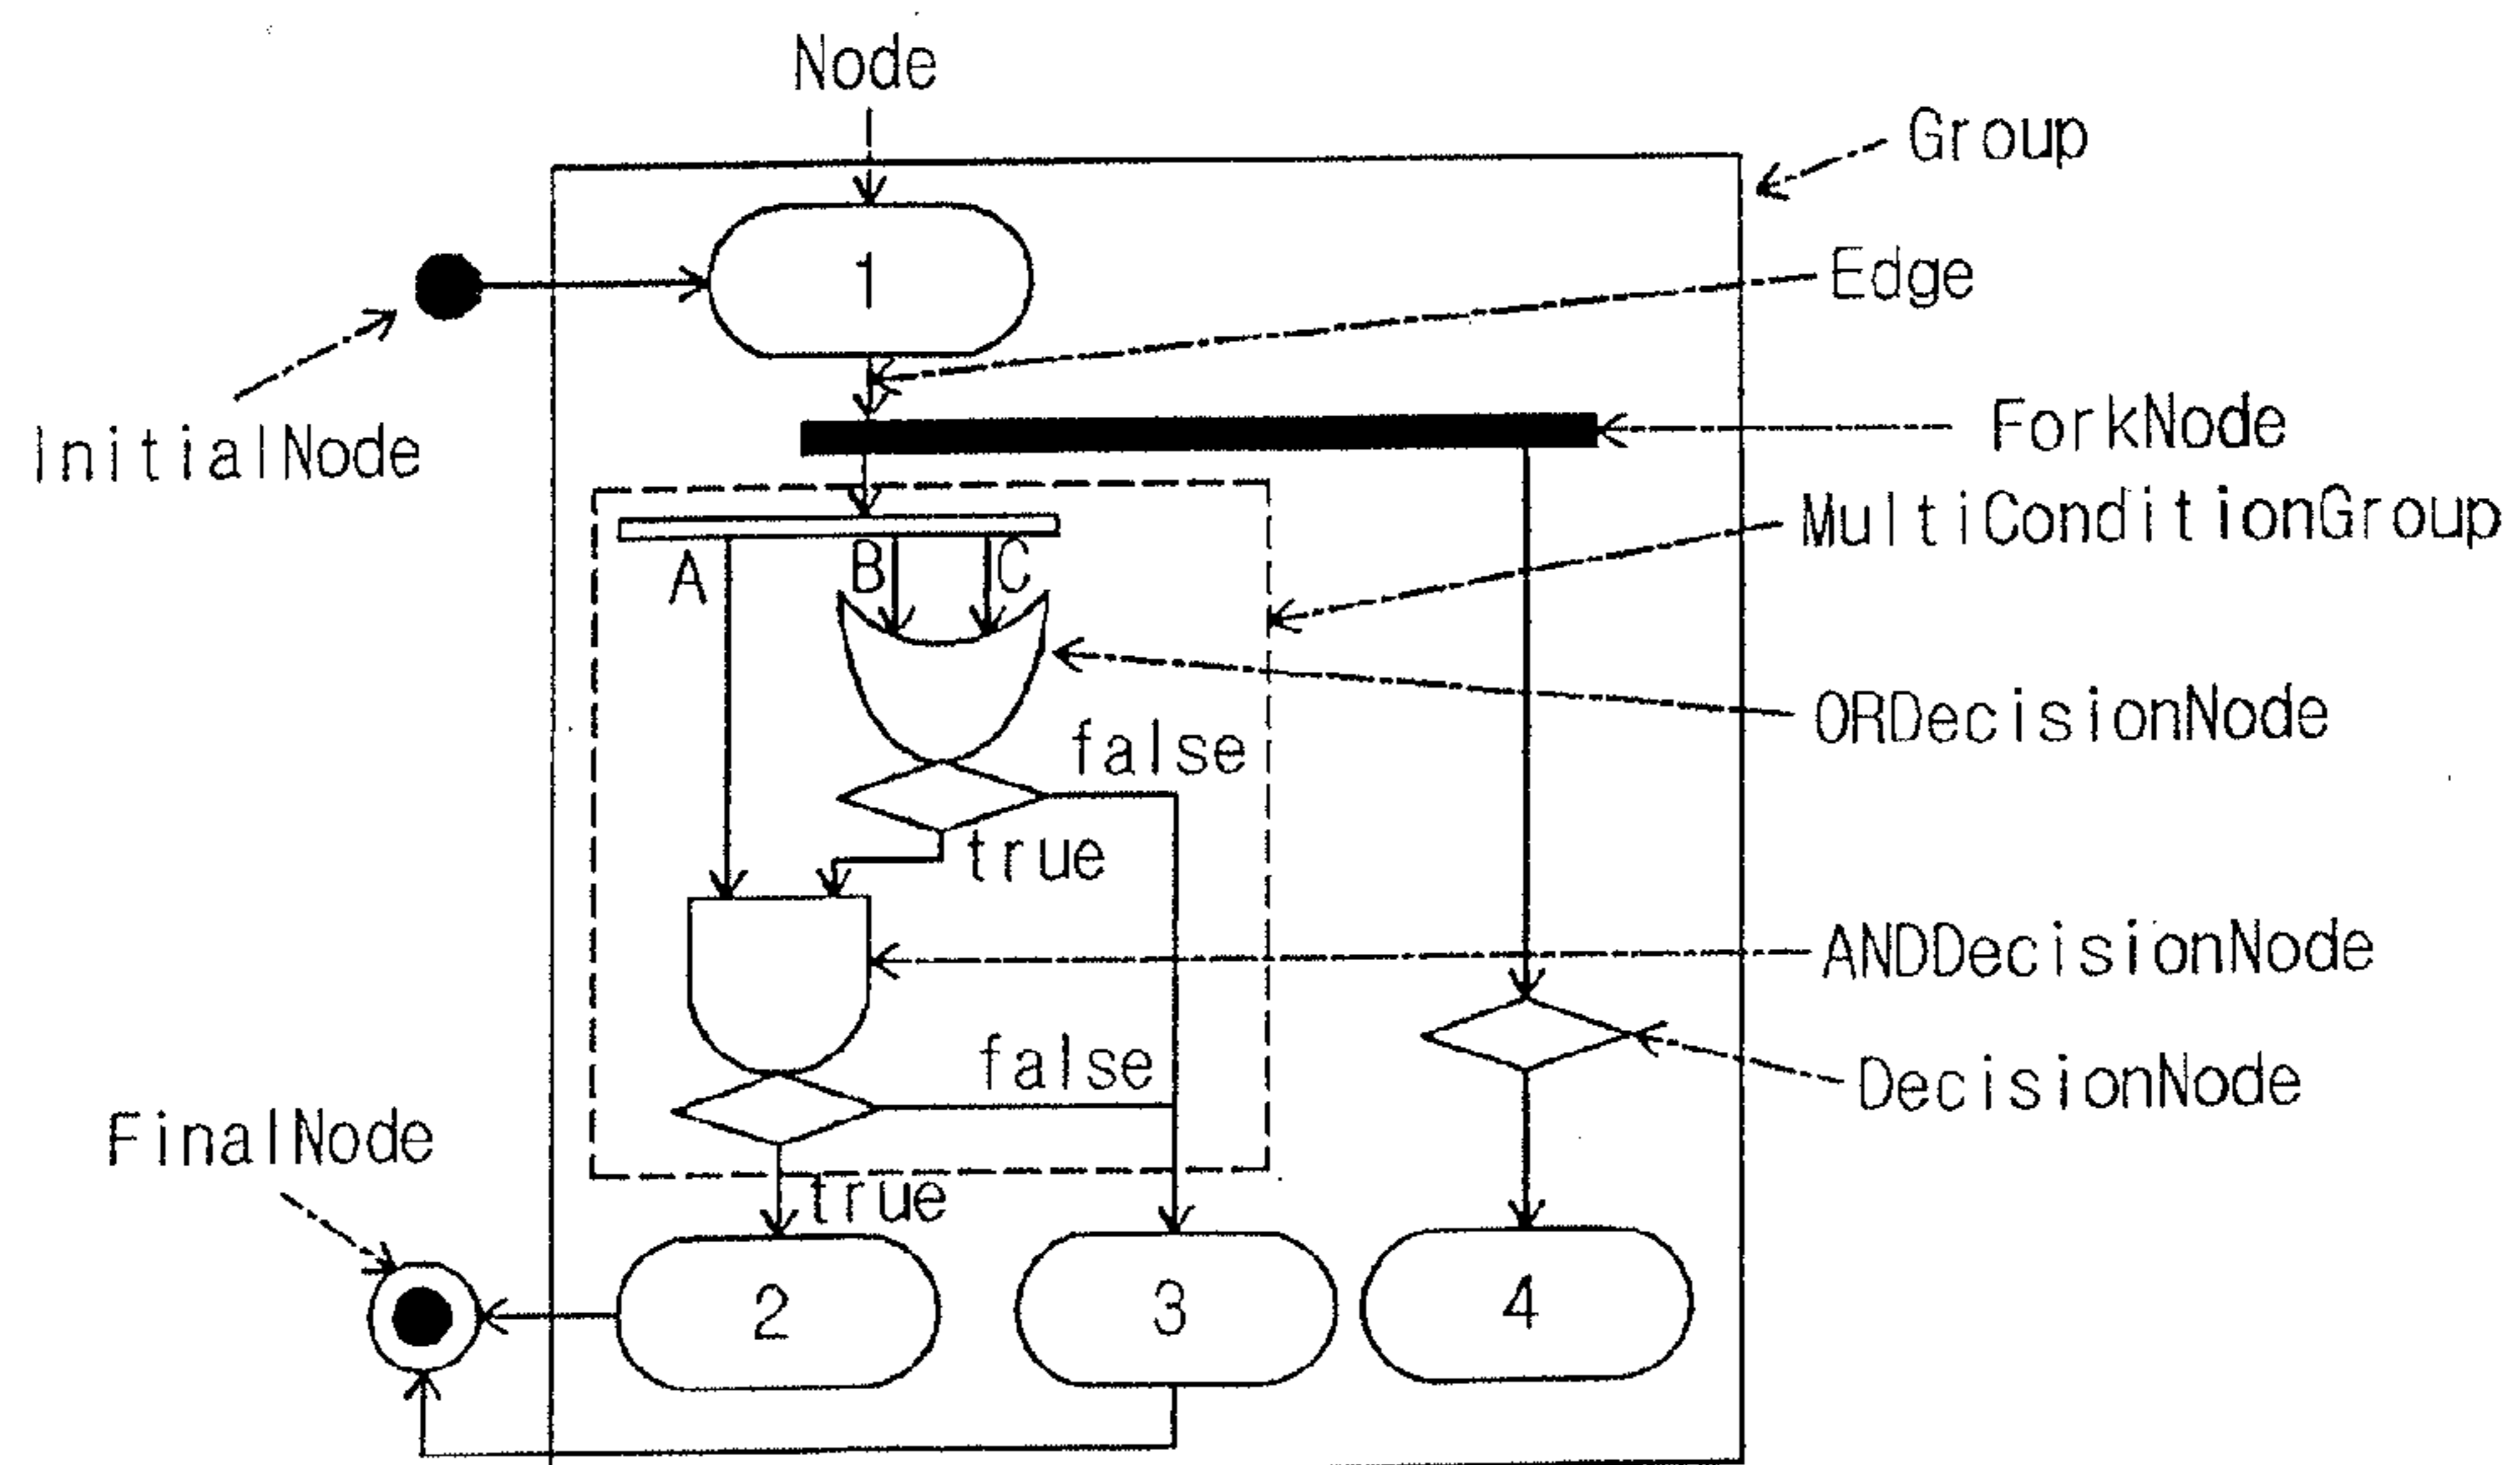 Node
Group
1
Edge
InitialNode
ForkNode
MultiConditionGroup
A
B
C
ORDecisionNode
false
true
ANDDecisionNode
false
DecisionNode
FinalNode
true
2
3
4